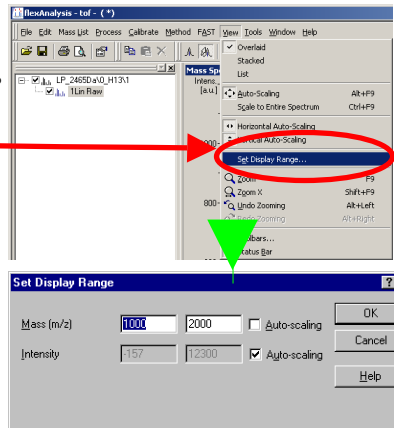 flexAnalysis - tof - ( *)
File Edit Mass List Process Calibrate Method FAST View Tools Window Help
LP_2465Da\0_H13\1
1Lin Raw
Mass Spe
Intens.
[a.u.]
800
Overlaid
Stacked
List
Auto-Scaling Alt+F9
Scale to Entire Spectrum Ctrl+F9
Horizontal Auto-Scaling
Vertical Auto-Scaling
Set Display Range...
Zoom F9
Zoom X Shift+F9
Undo Zooming Alt+Left
Redo Zooming Alt+Right
bars...
Status Bar
Set Display Range ?
Mass (m/z) 1000 2000 Auto-scaling
Intensity -157 12300 Auto-scaling
OK
Cancel
Help